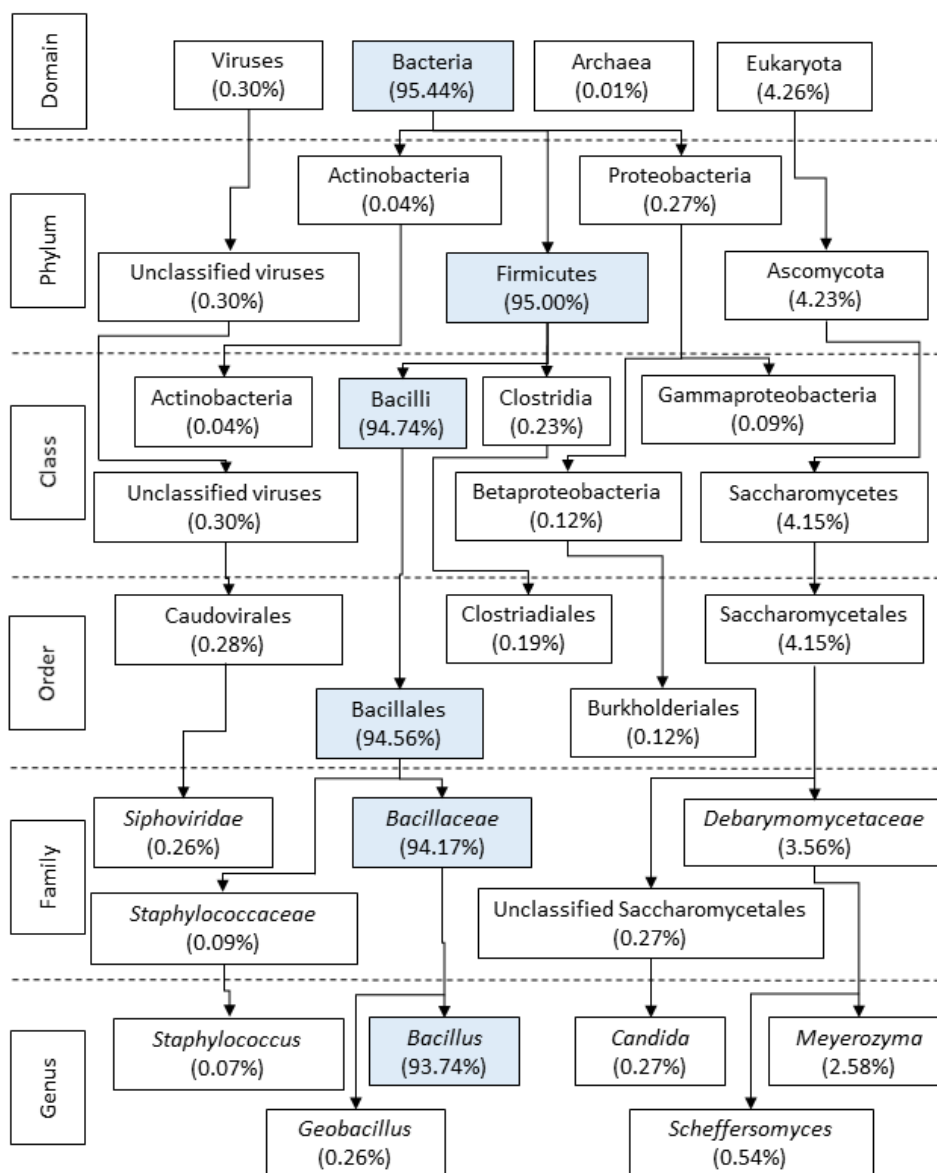 Domain
Viruses
(0.30%)
Bacteria
(95.44%)
Archaea
(0.01%)
Eukaryota
(4.26%)
Phylum
Actinobacteria
(0.04%)
Proteobacteria
(0.27%)
Unclassified viruses
(0.30%)
Firmicutes
(95.00%)
Ascomycota
(4.23%)
Class
Actinobacteria
(0.04%)
Bacilli
(94.74%)
Clostridia
(0.23%)
Gammaproteobacteria
(0.09%)
Unclassified viruses
(0.30%)
Betaproteobacteria
(0.12%)
Saccharomycetes
(4.15%)
Order
Caudovirales
(0.28%)
Clostriadiales
(0.19%)
Saccharomycetales
(4.15%)
Bacillales
(94.56%)
Burkholderiales
(0.12%)
Family
Siphoviridae
(0.26%)
Bacillaceae
(94.17%)
Debarymomycetaceae
(3.56%)
Staphylococcaceae
(0.09%)
Unclassified Saccharomycetales
(0.27%)
Genus
Staphylococcus
(0.07%)
Bacillus
(93.74%)
Candida
(0.27%)
Meyerozyma
(2.58%)
Geobacillus
(0.26%)
Scheffersomyces
(0.54%)